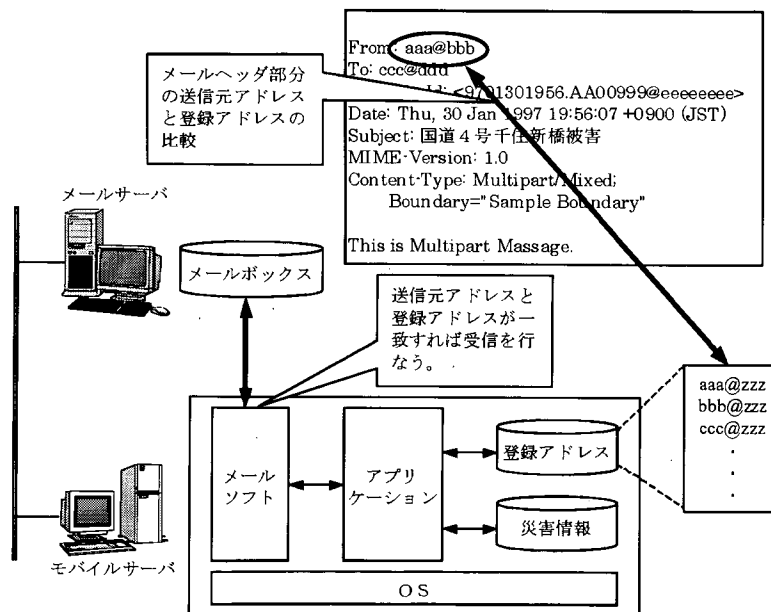 From: aaa@bbb
To: ccc@ddd
<9701301956.AA00999@eeeeeeee>
Date: Thu, 30 Jan 1997 19:56:07 +0900 (JST)
Subject: 国道4号千住新橋被害
MIME-Version: 1.0
Content-Type: Multipart/Mixed;
Boundary="Sample Boundary"
This is Multipart Massage.
メールヘッダ部分
の送信元アドレス
と登録アドレスの
比較
メールサーバ
メールボックス
送信元アドレスと
登録アドレスが一
致すれば受信を行
なう。
aaa@zzz
bbb@zzz
ccc@zzz
.
.
.
メール
ソフト
アプリ
ケーション
登録アドレス
災害情報
モバイルサーバ
OS